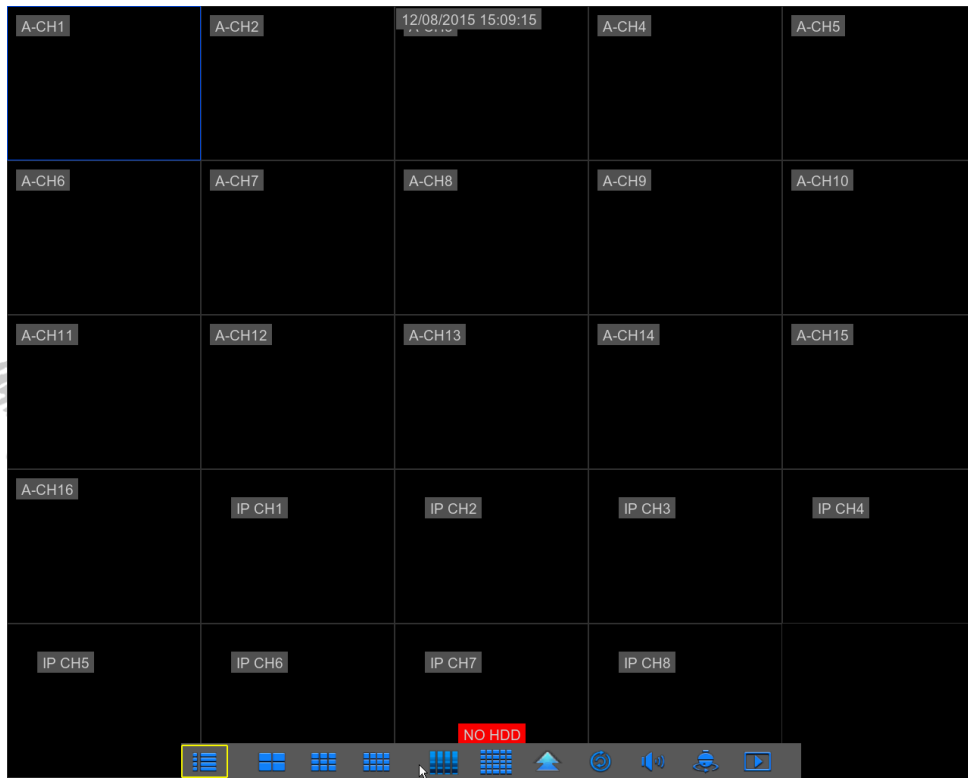 A-CH1
A-CH2
12/08/2015 15:09:15
A-CH4
A-CH5
A-CH6
A-CH7
A-CH8
A-CH9
A-CH10
A-CH11
A-CH12
A-CH13
A-CH14
A-CH15
A-CH16
IP CH1
IP CH2
IP CH3
IP CH4
IP CH5
IP CH6
IP CH7
IP CH8
NO HDD